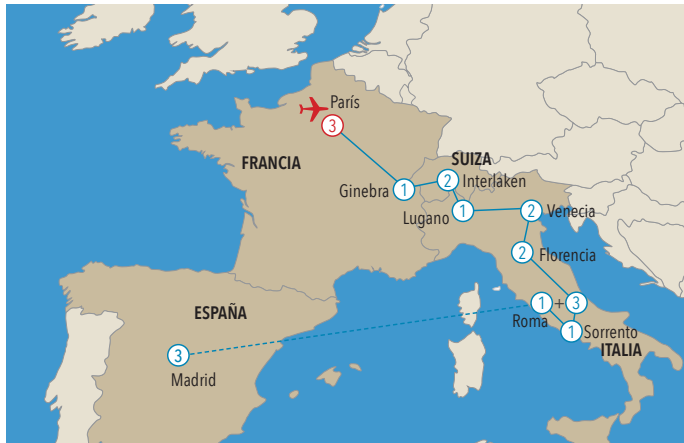 París
3
FRANCIA
SUIZA
2
Interlaken
Ginebra
1
Lugano
1
2
Venecia
2
Florencia
ESPAÑA
1
+
3
Roma
1
Sorrento
ITALIA
3
Madrid